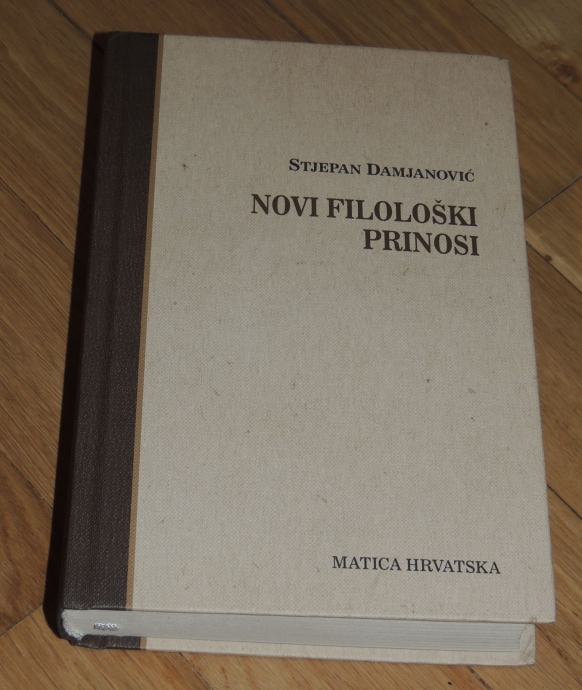 STJEPAN DAMJANOVIĆ
NOVI FILOLOŠKI
PRINOSI
MATICA HRVATSKA